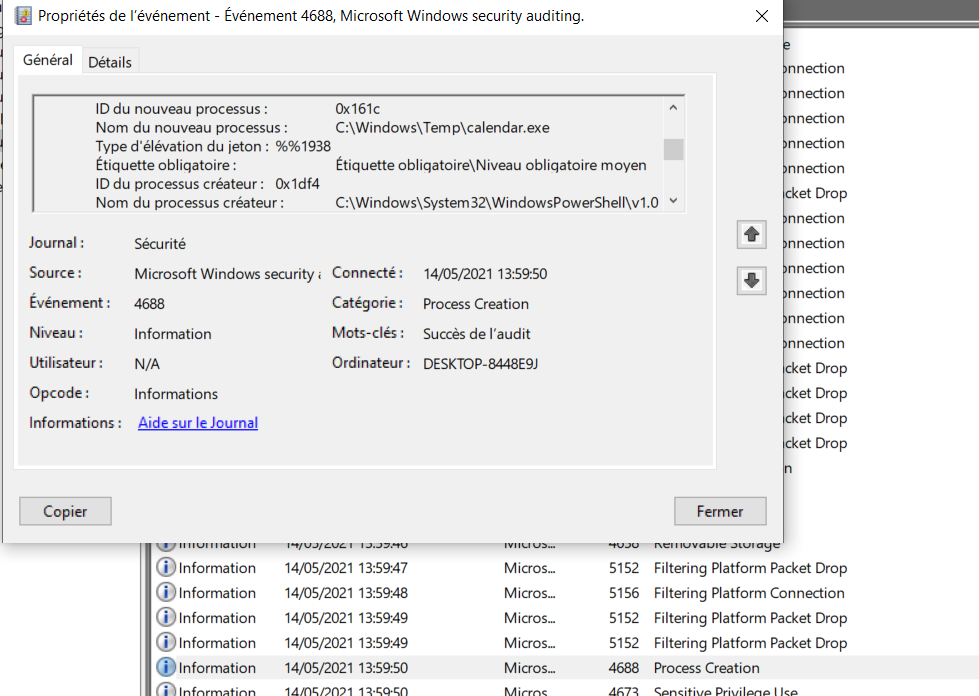 Propriétés de l'événement - Événement 4688, Microsoft Windows security auditing.
Général Détails
ID du nouveau processus : 0x161c
Nom du nouveau processus : C:\Windows\Temp\calendar.exe
Type d'élévation du jeton : %%1938
Étiquette obligatoire : Étiquette obligatoire\Niveau obligatoire moyen
ID du processus créateur : 0x1df4
Nom du processus créateur : C:\Windows\System32\WindowsPowerShell\v1.0
Journal : Sécurité
Source : Microsoft Windows security a Connecté : 14/05/2021 13:59:50
Événement : 4688 Catégorie : Process Creation
Niveau : Information Mots-clés : Succès de l'audit
Utilisateur : N/A Ordinateur : DESKTOP-8448E9J
Opcode : Informations
Informations : Aide sur le Journal
Copier Fermer
e
onnection
onnection
onnection
onnection
onnection
cket Drop
onnection
onnection
onnection
onnection
onnection
onnection
cket Drop
cket Drop
cket Drop
cket Drop
n
Information 14/05/2021 13:59:46 Micros... 4658 Removable Storage
Information 14/05/2021 13:59:47 Micros... 5152 Filtering Platform Packet Drop
Information 14/05/2021 13:59:48 Micros... 5156 Filtering Platform Connection
Information 14/05/2021 13:59:49 Micros... 5152 Filtering Platform Packet Drop
Information 14/05/2021 13:59:49 Micros... 5152 Filtering Platform Packet Drop
Information 14/05/2021 13:59:50 Micros... 4688 Process Creation
Information 14/05/2021 13:59:50 Micros... 4673 Sensitive Privilege Use